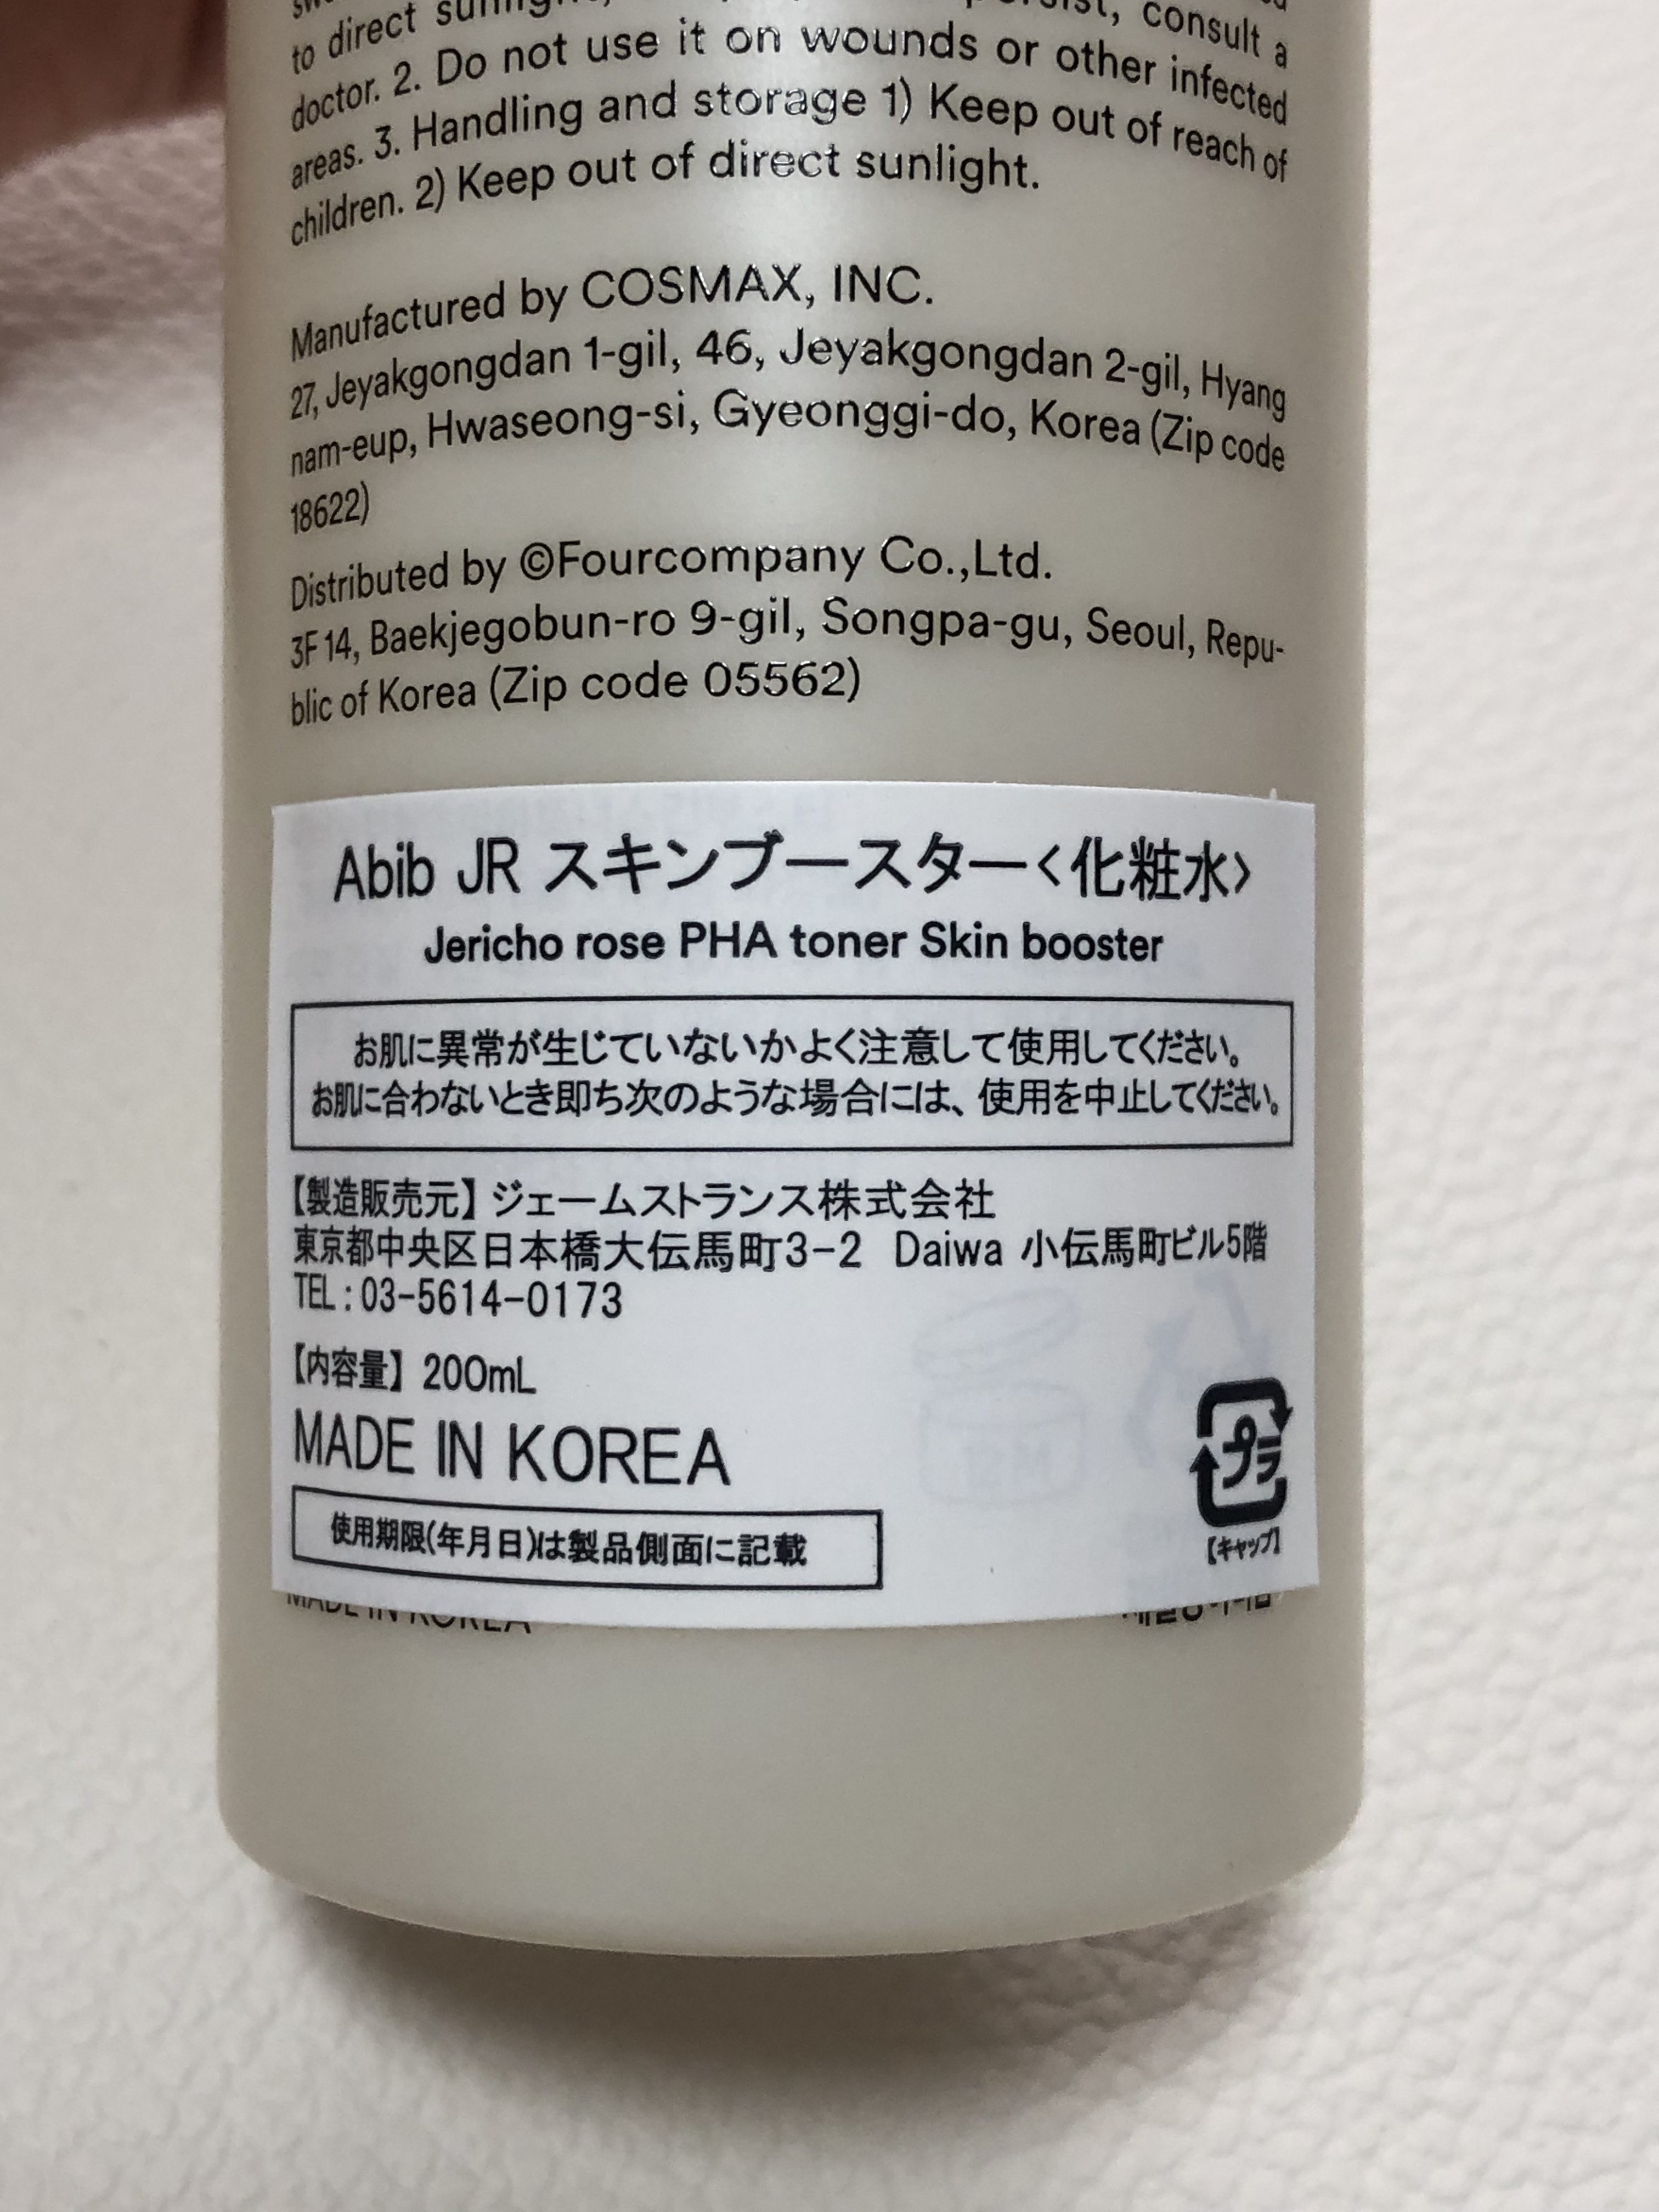 to direct consult a
doctor. 2. Do not use it on wounds or other infected
areas. 3. Handling and storage 1) Keep out of reach of
children. 2) Keep out of direct sunlight.
Manufactured by COSMAX, INC.
27, Jeyakgongdan 1-gil, 46, Jeyakgongdan 2-gil, Hyang
nam-eup, Hwaseong-si, Gyeonggi-do, Korea (Zip code
18622)
Distributed by ©Fourcompany Co.,Ltd.
3F 14, Baekjegobun-ro 9-gil, Songpa-gu, Seoul, Repu-
blic of Korea (Zip code 05562)
Abib JR スキンブースター<化粧水>
Jericho rose PHA toner Skin booster
お肌に異常が生じていないかよく注意して使用してください。
お肌に合わないとき即ち次のような場合には、使用を中止してください。
【製造販売元】ジェームストランス株式会社
東京都中央区日本橋大伝馬町3-2 Daiwa 小伝馬町ビル5階
TEL : 03-5614-0173
【内容量】 200mL
MADE IN KOREA
プラ
【キャップ】
使用期限(年月日)は製品側面に記載
MADE IN KOREA